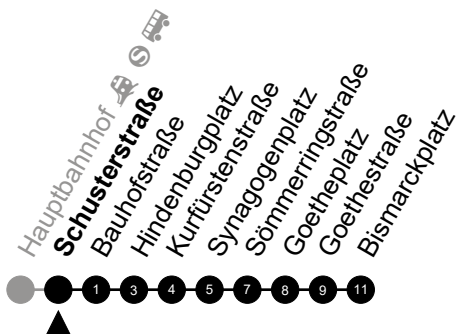 Hauptbahnhof S
Schusterstraße
Bauhofstraße
Hindenburgplatz
Kurfürstenstraße
Synagogenplatz
Sömmerringstraße
Goetheplatz
Goethestraße
Bismarckplatz
1 3 4 5 7 8 9 11